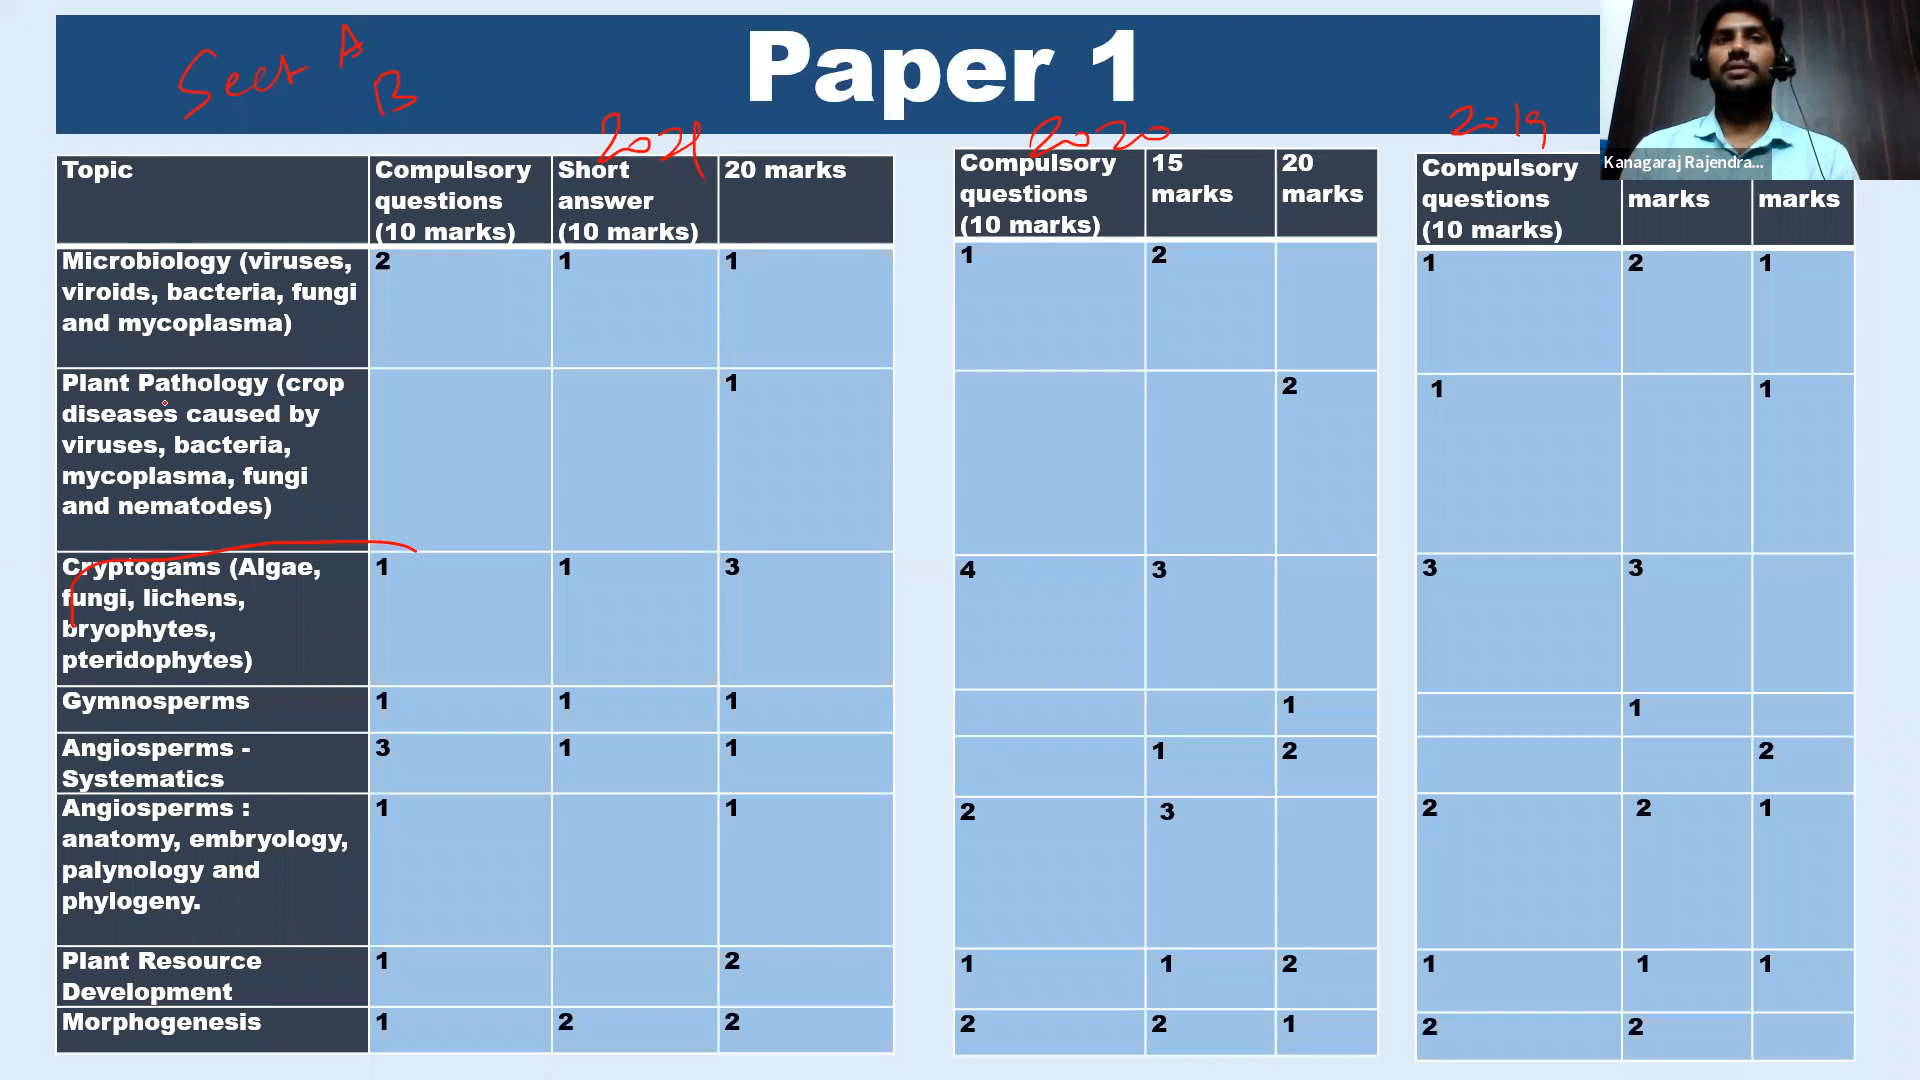 Paper 1
Sect A
B
2021
2020
2019
Kanagaraj Rajendra...
Topic
Compulsory questions (10 marks)
Short answer (10 marks)
20 marks
Compulsory questions (10 marks)
15 marks
20 marks
Compulsory questions (10 marks)
marks
marks
Microbiology (viruses, viroids, bacteria, fungi and mycoplasma)
2 1 1
1 2
1 2 1
Plant Pathology (crop diseases caused by viruses, bacteria, mycoplasma, fungi and nematodes)
1
2
1 1
Cryptogams (Algae, fungi, lichens, bryophytes, pteridophytes)
1 1 3
4 3
3 3
Gymnosperms
1 1 1
1
1
Angiosperms - Systematics
3 1 1
1 2
2
Angiosperms : anatomy, embryology, palynology and phylogeny.
1 1
2 3
2 2 1
Plant Resource Development
1 2
1 1 2
1 1 1
Morphogenesis
1 2 2
2 2 1
2 2